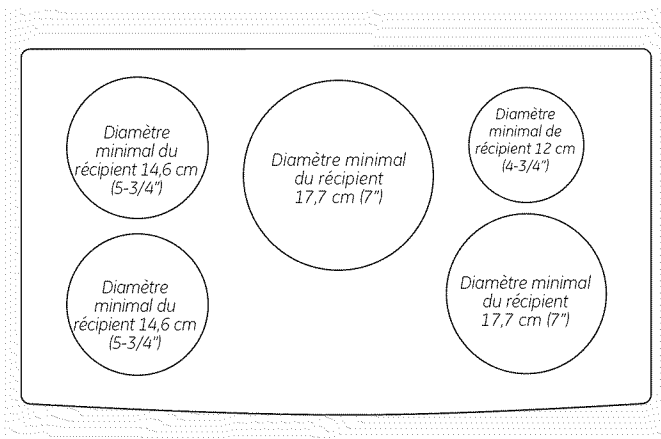 Diamètre
minimal du
récipient 14,6 cm
(5-3/4")
Diamètre minimal
du récipient
17,7 cm (7")
Diamètre
minimal de
récipient 12 cm
(4-3/4")
Diamètre
minimal du
récipient 14,6 cm
(5-3/4")
Diamètre minimal
du récipient
17,7 cm (7")